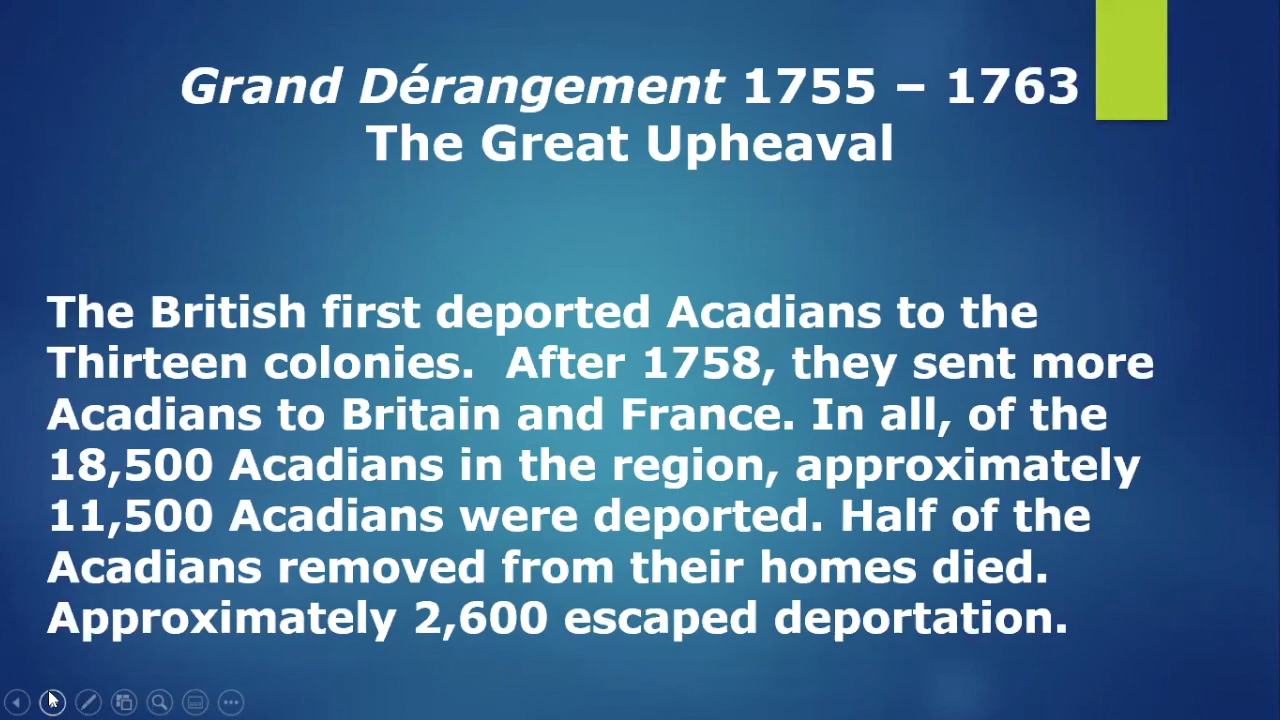 Grand Dérangement 1755 – 1763
The Great Upheaval
The British first deported Acadians to the
Thirteen colonies.  After 1758, they sent more
Acadians to Britain and France. In all, of the
18,500 Acadians in the region, approximately
11,500 Acadians were deported. Half of the
Acadians removed from their homes died.
Approximately 2,600 escaped deportation.